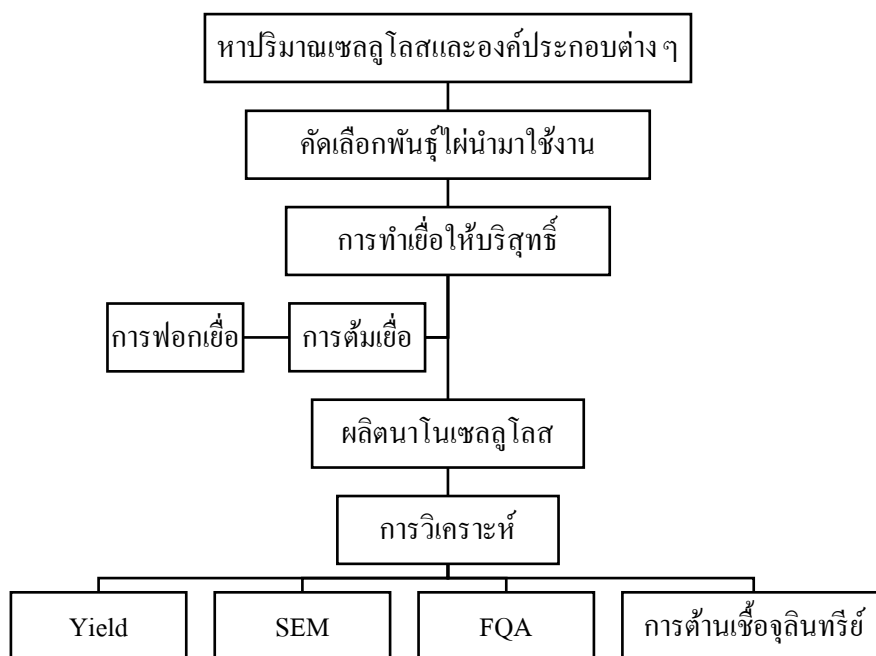 หาปริมาณเซลลูโลสและองค์ประกอบต่าง ๆ
คัดเลือกพันธุ์ไผ่นำมาใช้งาน
การทำเยื่อให้บริสุทธิ์
การฟอกเยื่อ
การต้มเยื่อ
ผลิตนาโนเซลลูโลส
การวิเคราะห์
Yield
SEM
FQA
การต้านเชื้อจุลินทรีย์